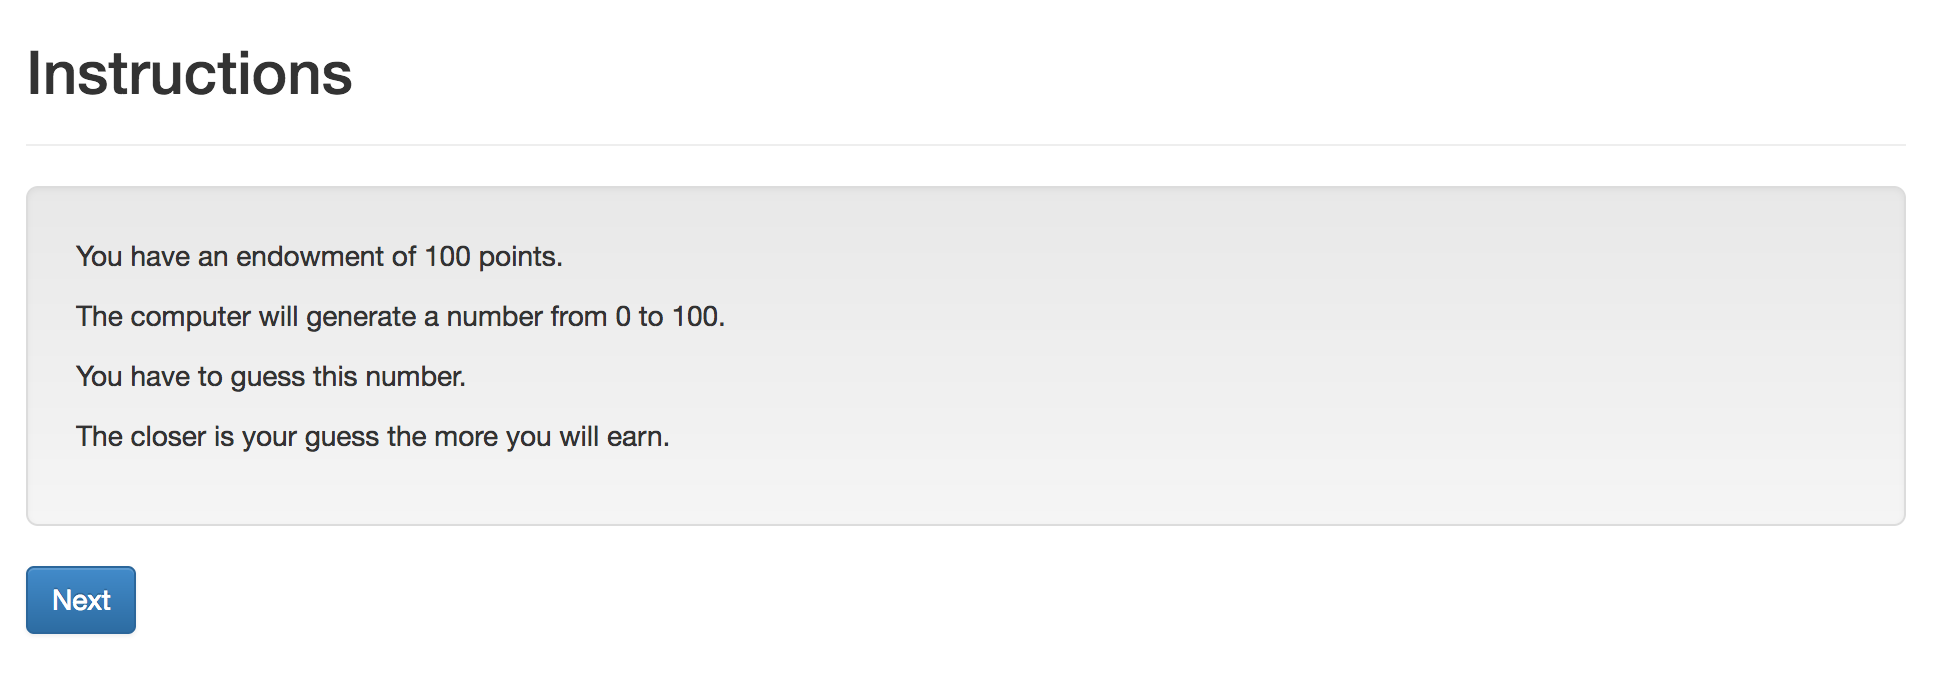 Instructions
You have an endowment of 100 points.
The computer will generate a number from 0 to 100.
You have to guess this number.
The closer is your guess the more you will earn.
Next